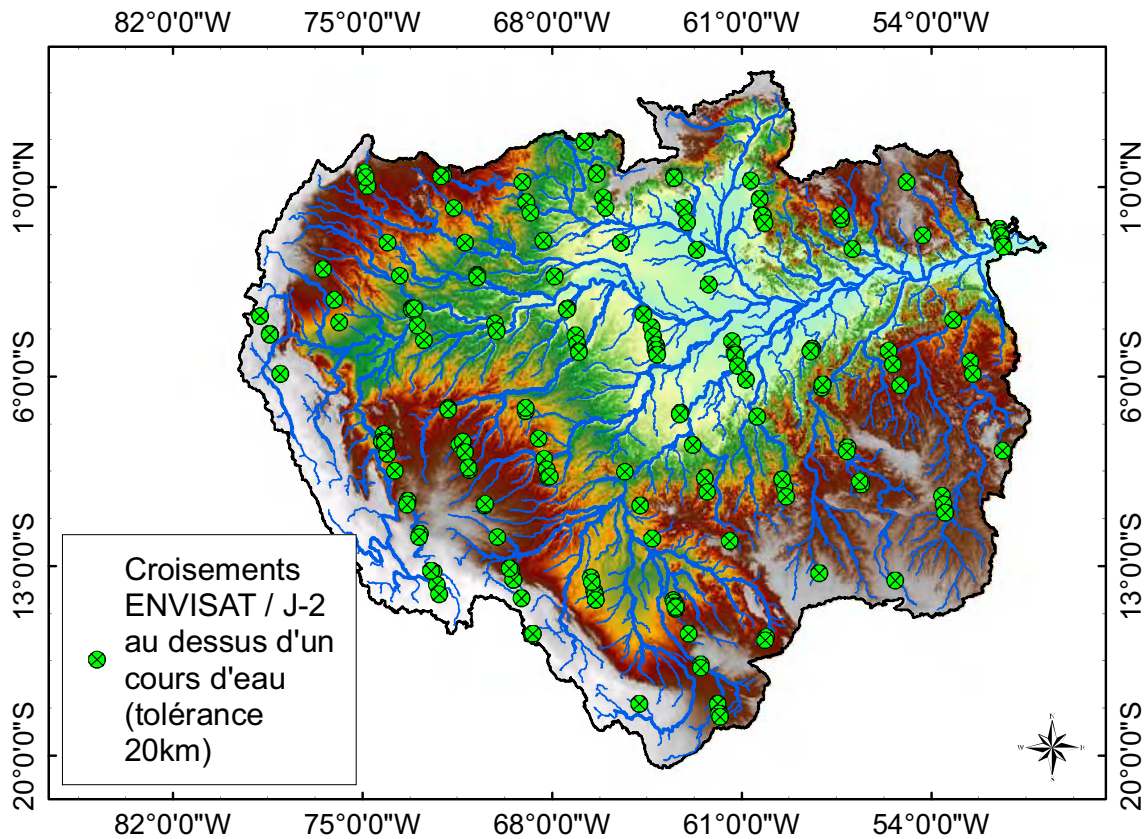 82°0'0"W 75°0'0"W 68°0'0"W 61°0'0"W 54°0'0"W
1°0'0"N 1°0'0"N
6°0'0"S 6°0'0"S
13°0'0"S 13°0'0"S
20°0'0"S 20°0'0"S
Croisements
ENVISAT / J-2
au dessus d'un
cours d'eau
(tolérance
20km)
N
W E
S
82°0'0"W 75°0'0"W 68°0'0"W 61°0'0"W 54°0'0"W